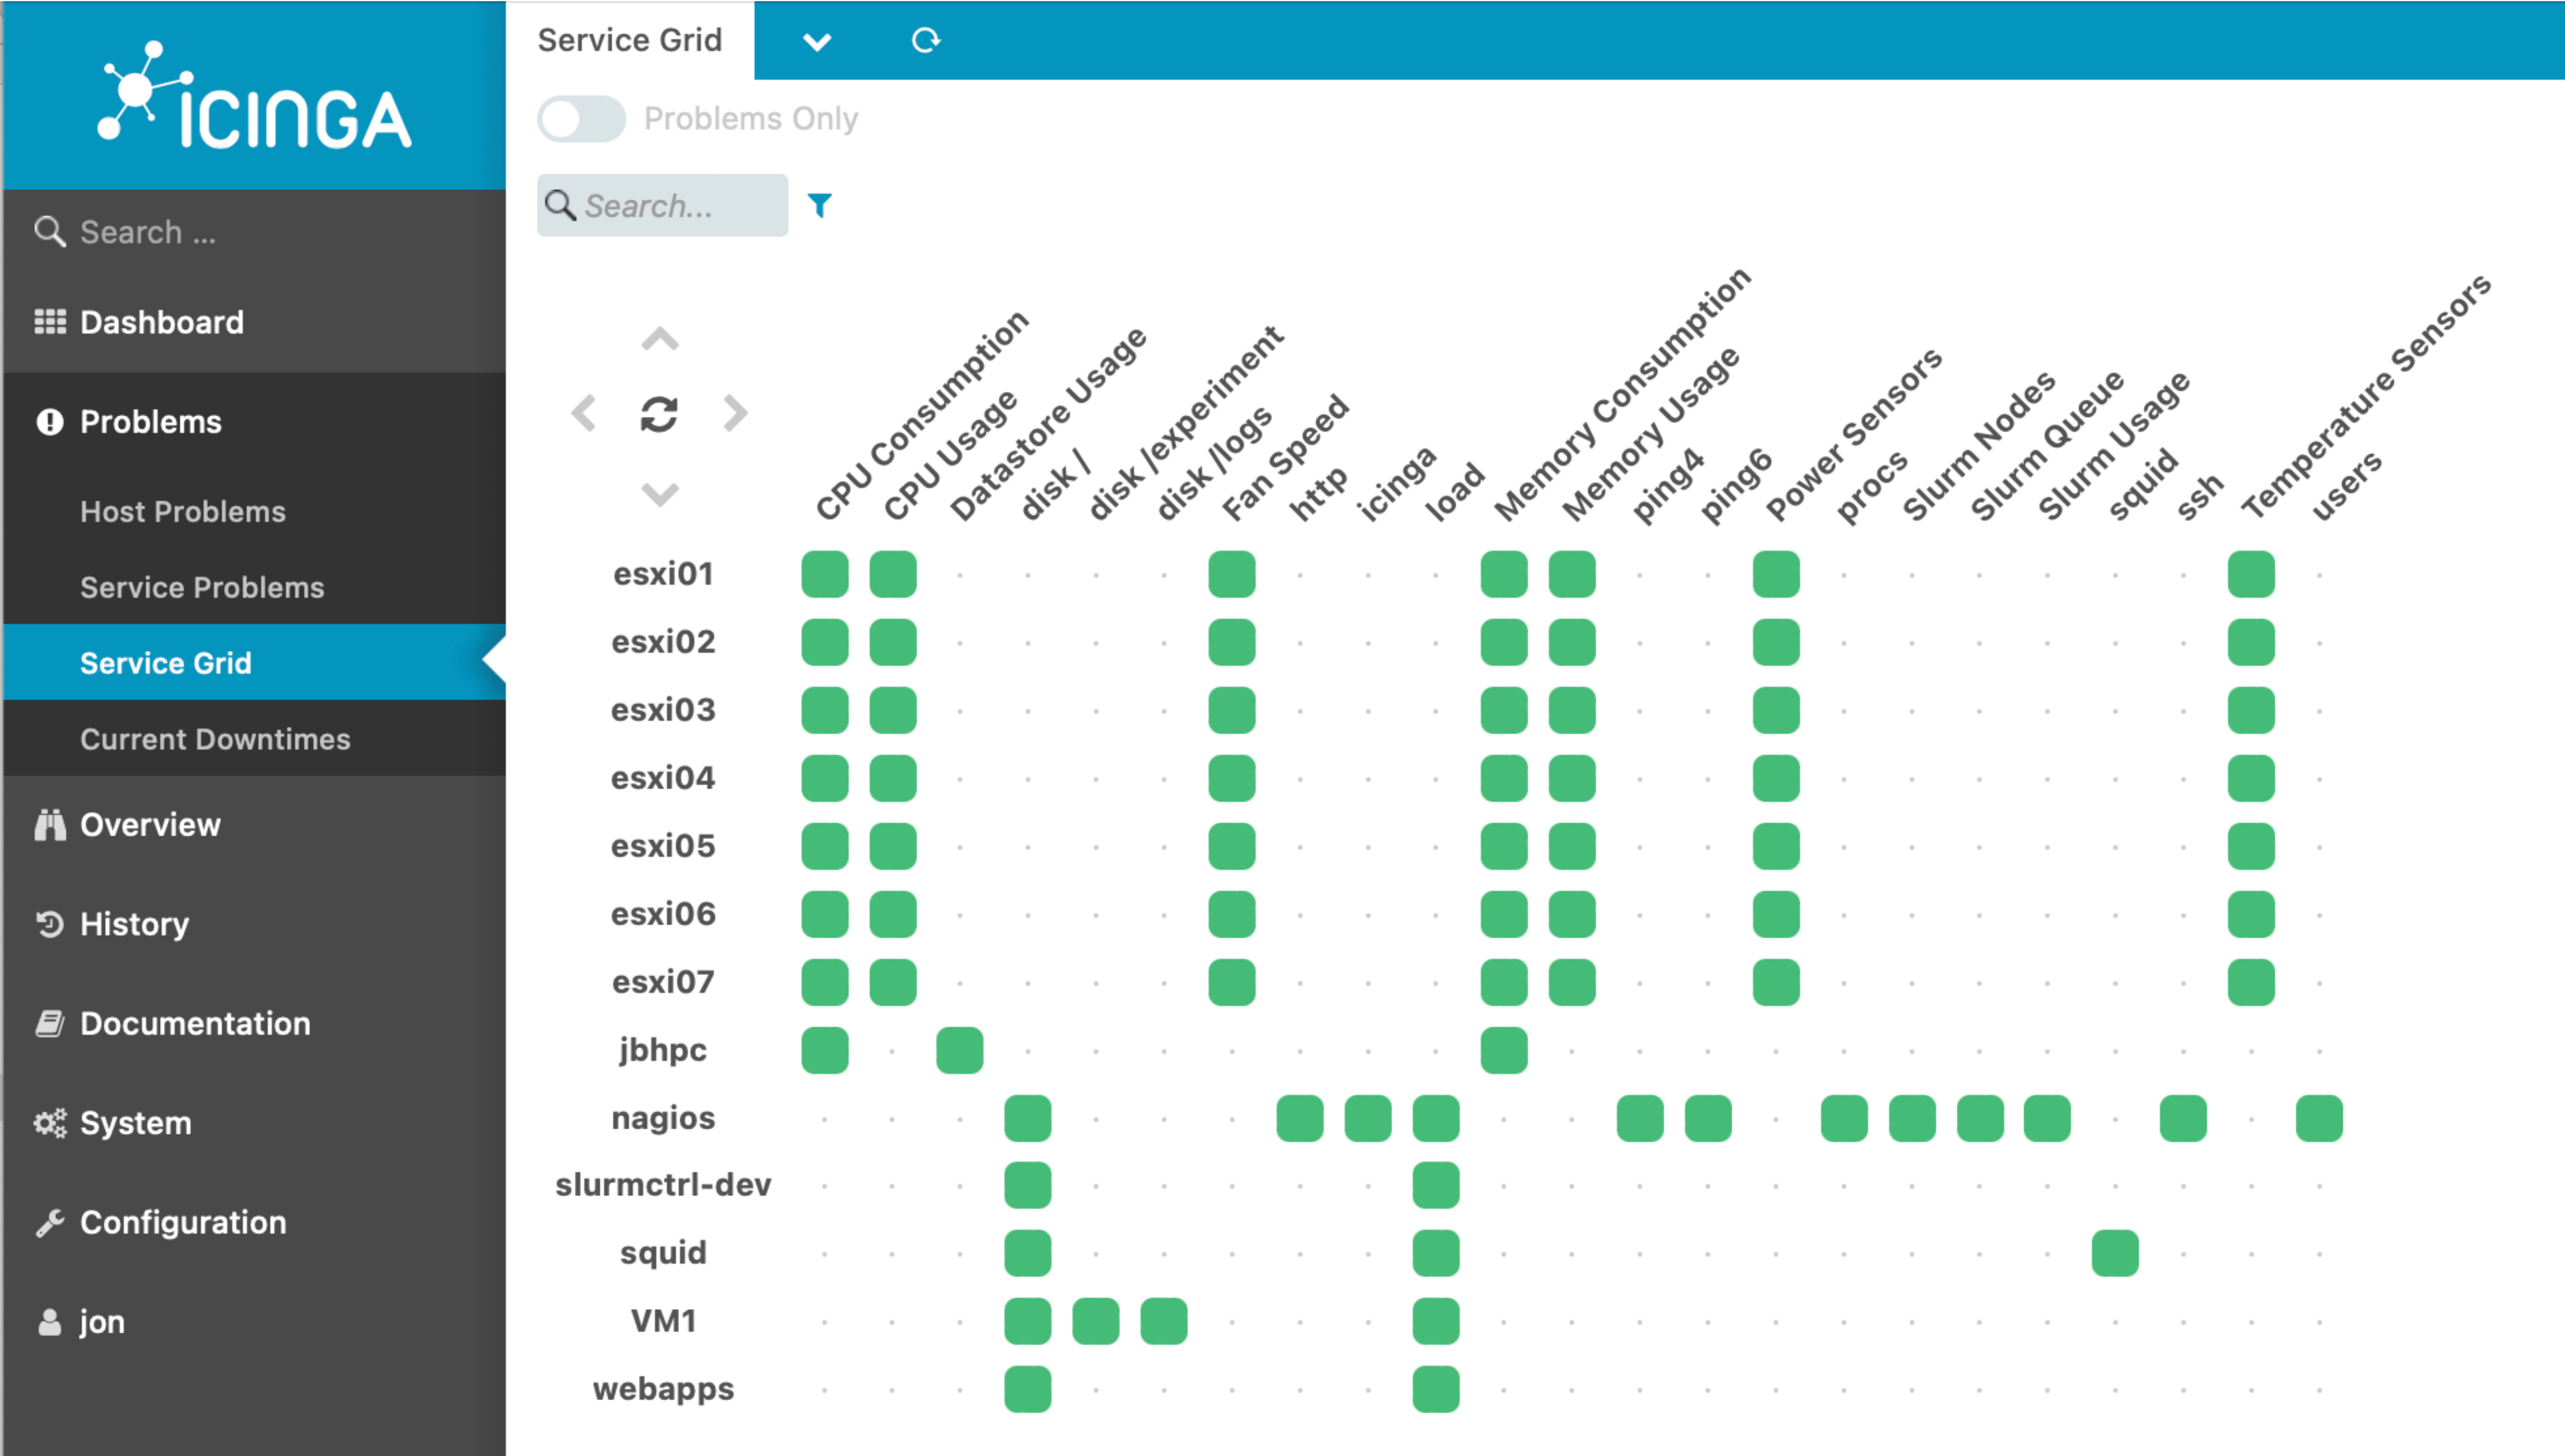 ICINGA
Search ...
Dashboard
Problems
Host Problems
Service Problems
Service Grid
Current Downtimes
Overview
History
Documentation
System
Configuration
jon
Service Grid
Problems Only
Search...
CPU Consumption
CPU Usage
Datastore Usage
disk /
disk /experiment
disk /logs
Fan Speed
http
icinga
load
Memory Consumption
Memory Usage
ping4
ping6
Power Sensors
procs
Slurm Nodes
Slurm Queue
Slurm Usage
squid
ssh
Temperature Sensors
users
esxi01
esxi02
esxi03
esxi04
esxi05
esxi06
esxi07
jbhpc
nagios
slurmctrl-dev
squid
VM1
webapps